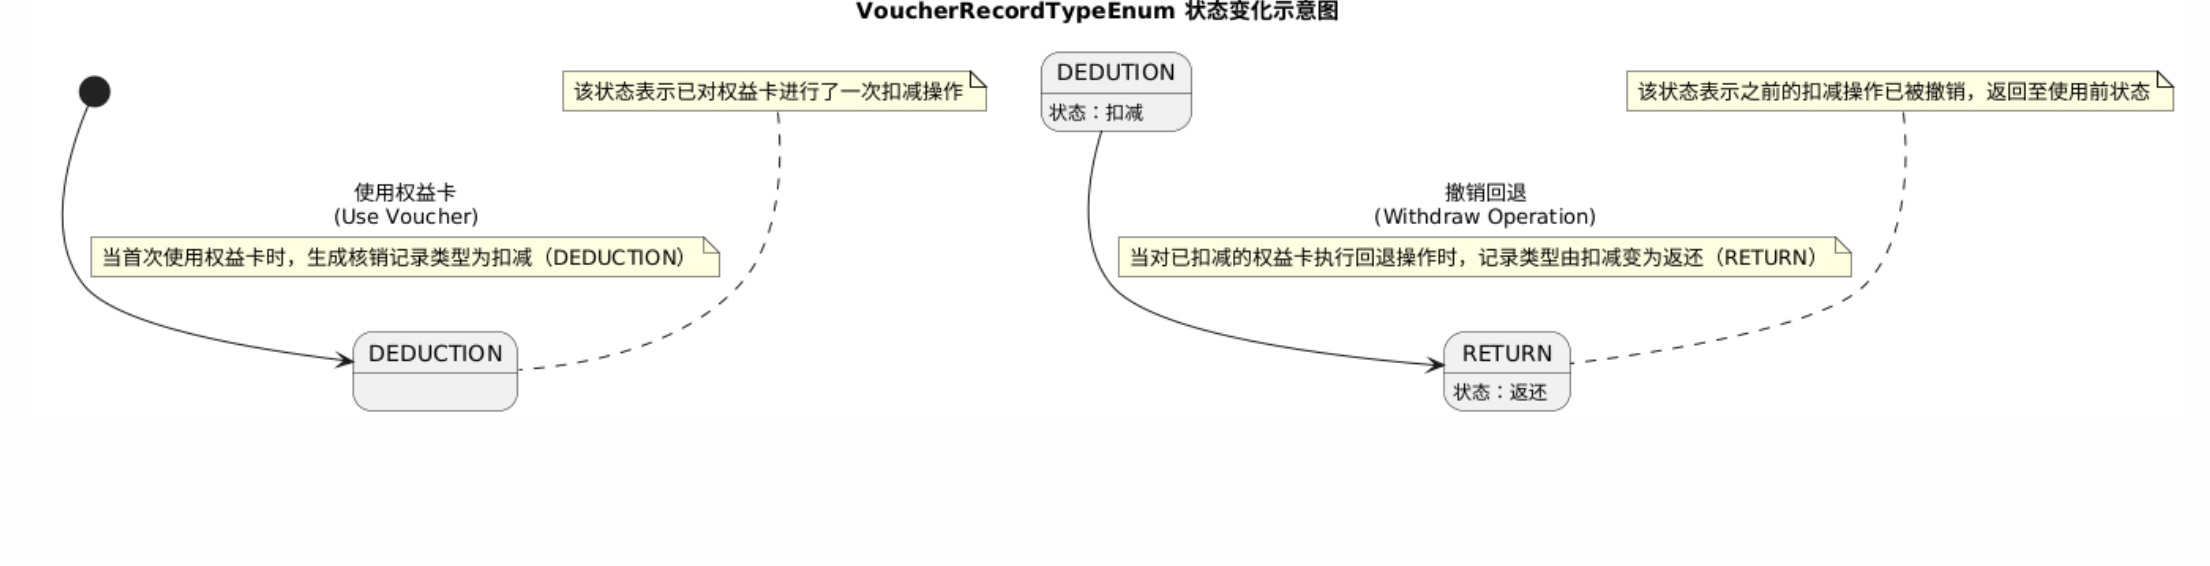 VoucherRecordTypeEnum 状态变化示意图
该状态表示已对权益卡进行了一次扣减操作
使用权益卡
(Use Voucher)
当首次使用权益卡时，生成核销记录类型为扣减（DEDUCTION）
DEDUCTION
DEDUTION
状态：扣减
该状态表示之前的扣减操作已被撤销，返回至使用前状态
撤销回退
(Withdraw Operation)
当对已扣减的权益卡执行回退操作时，记录类型由扣减变为返还（RETURN）
RETURN
状态：返还